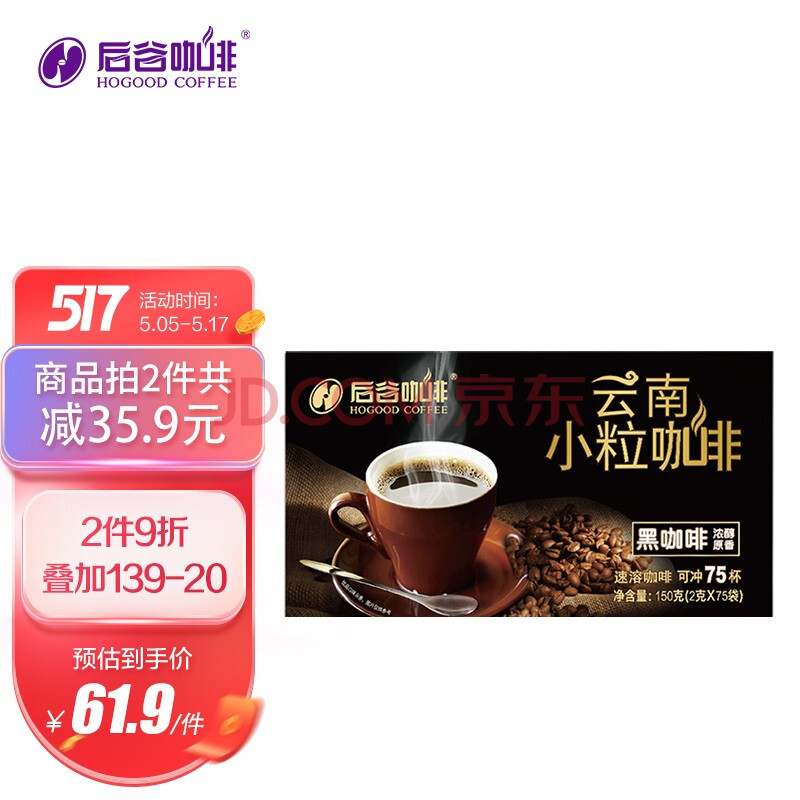 后谷咖啡®
HOGOOD COFFEE
517
活动时间:
5.05-5.17
商品拍2件共
减35.9元
2件9折
叠加139-20
预估到手价
¥61.9/件
后谷咖啡®
HOGOOD COFFEE
云南
小粒咖啡
黑咖啡 浓醇
原香
速溶咖啡 可冲75杯
净含量: 150克(2克X75袋)
JD.COM 京东